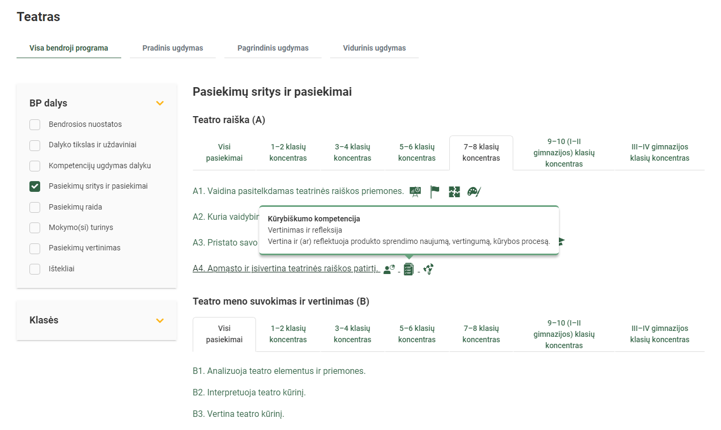 Teatras
Visa bendroji programa
Pradinis ugdymas
Pagrindinis ugdymas
Vidurinis ugdymas
BP dalys
Bendrosios nuostatos
Dalyko tikslas ir uždaviniai
Kompetencijų ugdymas dalyku
Pasiekimų sritys ir pasiekimai
Pasiekimų raida
Mokymo(si) turinys
Pasiekimų vertinimas
Ištekliai
Klasės
Pasiekimų sritys ir pasiekimai
Teatro raiška (A)
Visi
pasiekimai
1–2 klasių
koncentras
3–4 klasių
koncentras
5–6 klasių
koncentras
7–8 klasių
koncentras
9–10 (I–II
gimnazijos) klasių
koncentras
III–IV gimnazijos
klasių koncentras
A1. Vaidina pasitelkdamas teatrinės raiškos priemones.
A2. Kuria vaidybin
Kūrybiškumo kompetencija
Vertinimas ir refleksija
Vertina ir (ar) reflektuoja produkto sprendimo naujumą, vertingumą, kūrybos procesą.
A3. Pristato savo
A4. Apmąsto ir įsivertina teatrinės raiškos patirtį.
Teatro meno suvokimas ir vertinimas (B)
Visi
pasiekimai
1–2 klasių
koncentras
3–4 klasių
koncentras
5–6 klasių
koncentras
7–8 klasių
koncentras
9–10 (I–II
gimnazijos) klasių
koncentras
III–IV gimnazijos
klasių koncentras
B1. Analizuoja teatro elementus ir priemones.
B2. Interpretuoja teatro kūrinį.
B3. Vertina teatro kūrinį.